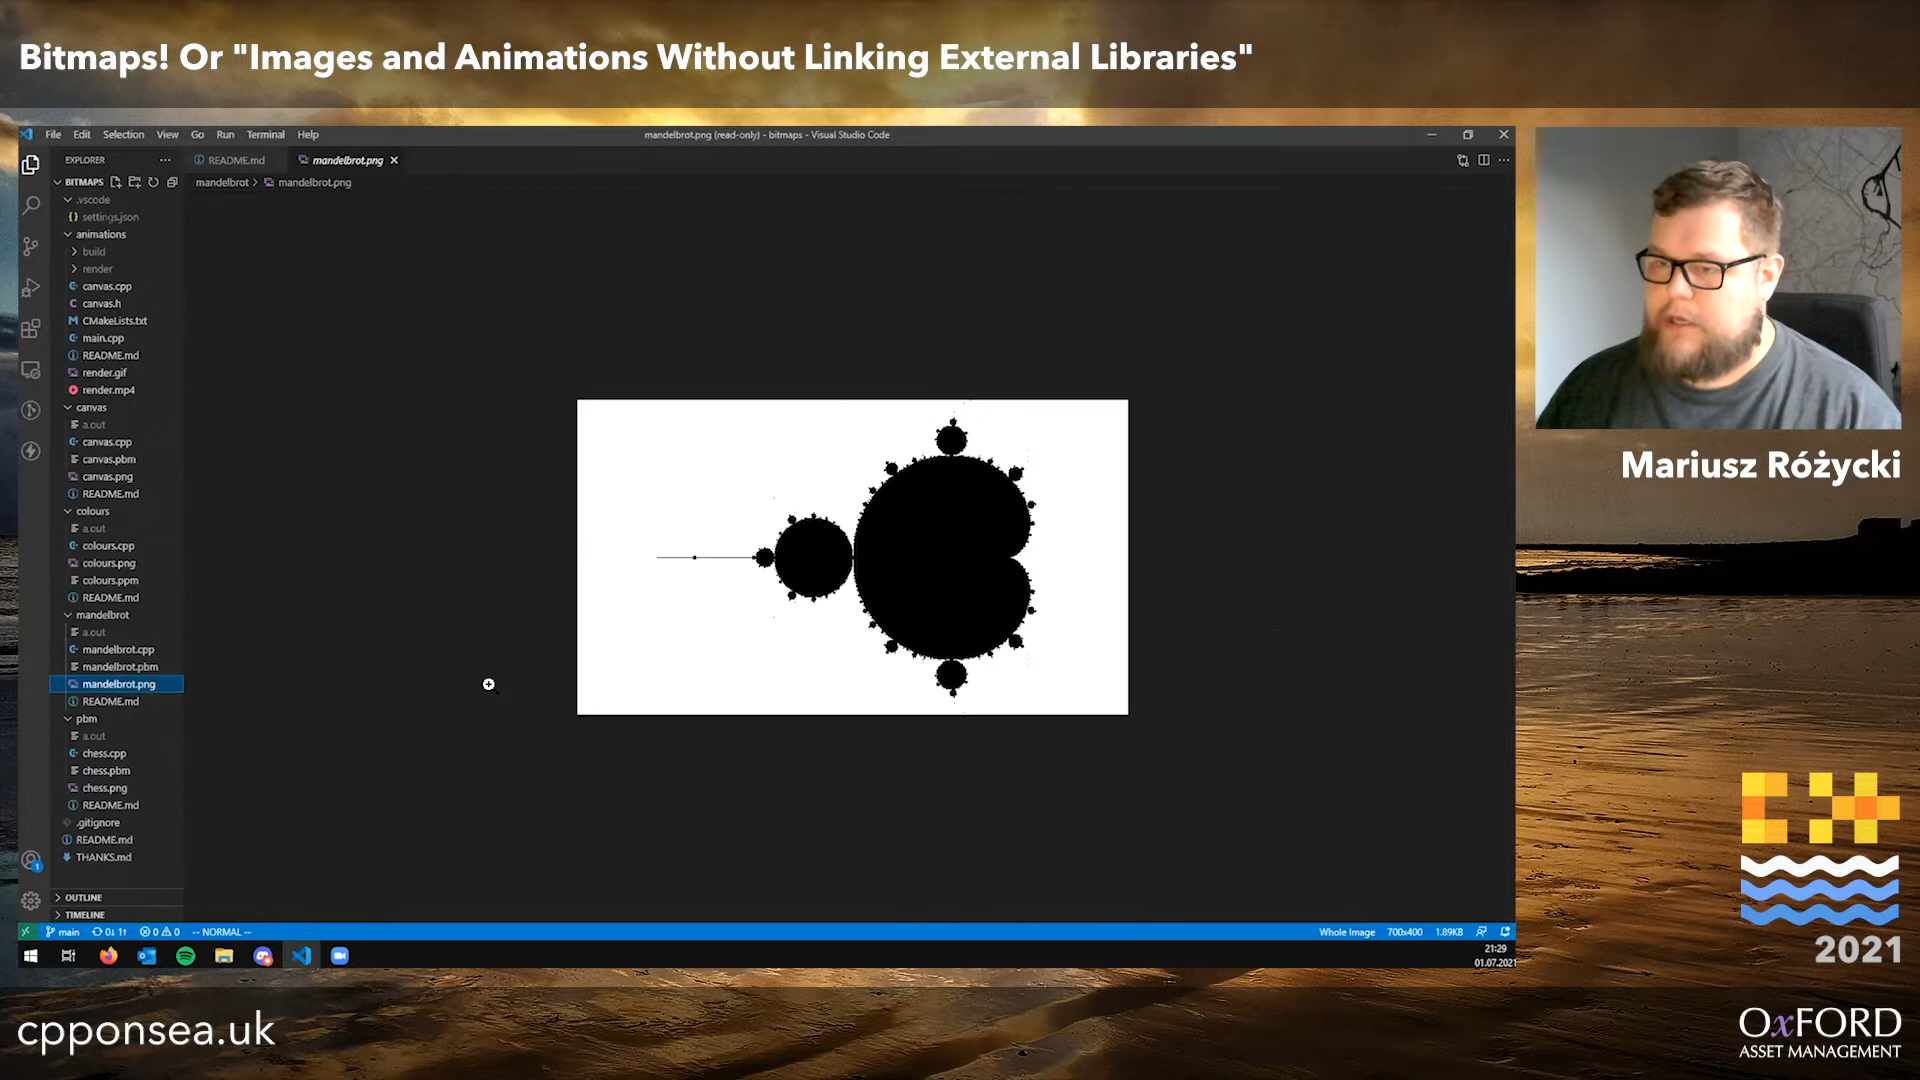 Bitmaps! Or "Images and Animations Without Linking External Libraries"
File Edit Selection View Go Run Terminal Help
mandelbrot.png (read-only) - bitmaps - Visual Studio Code
EXPLORER
README.md
mandelbrot.png
BITMAPS
mandelbrot > mandelbrot.png
.vscode
{} settings.json
animations
build
render
canvas.cpp
C canvas.h
M CMakeLists.txt
main.cpp
README.md
render.gif
render.mp4
canvas
a.out
canvas.cpp
canvas.pbm
canvas.png
README.md
colours
a.out
colours.cpp
colours.png
colours.ppm
README.md
mandelbrot
a.out
mandelbrot.cpp
mandelbrot.pbm
mandelbrot.png
README.md
pbm
a.out
chess.cpp
chess.pbm
chess.png
README.md
.gitignore
README.md
THANKS.md
OUTLINE
TIMELINE
1
main 0↓ 1↑ 0 0 -- NORMAL --
Whole Image 700x400 1.89KB
21:29
01.07.2021
Mariusz Różycki
C++
2021
cpponsea.uk
OxFORD
ASSET MANAGEMENT